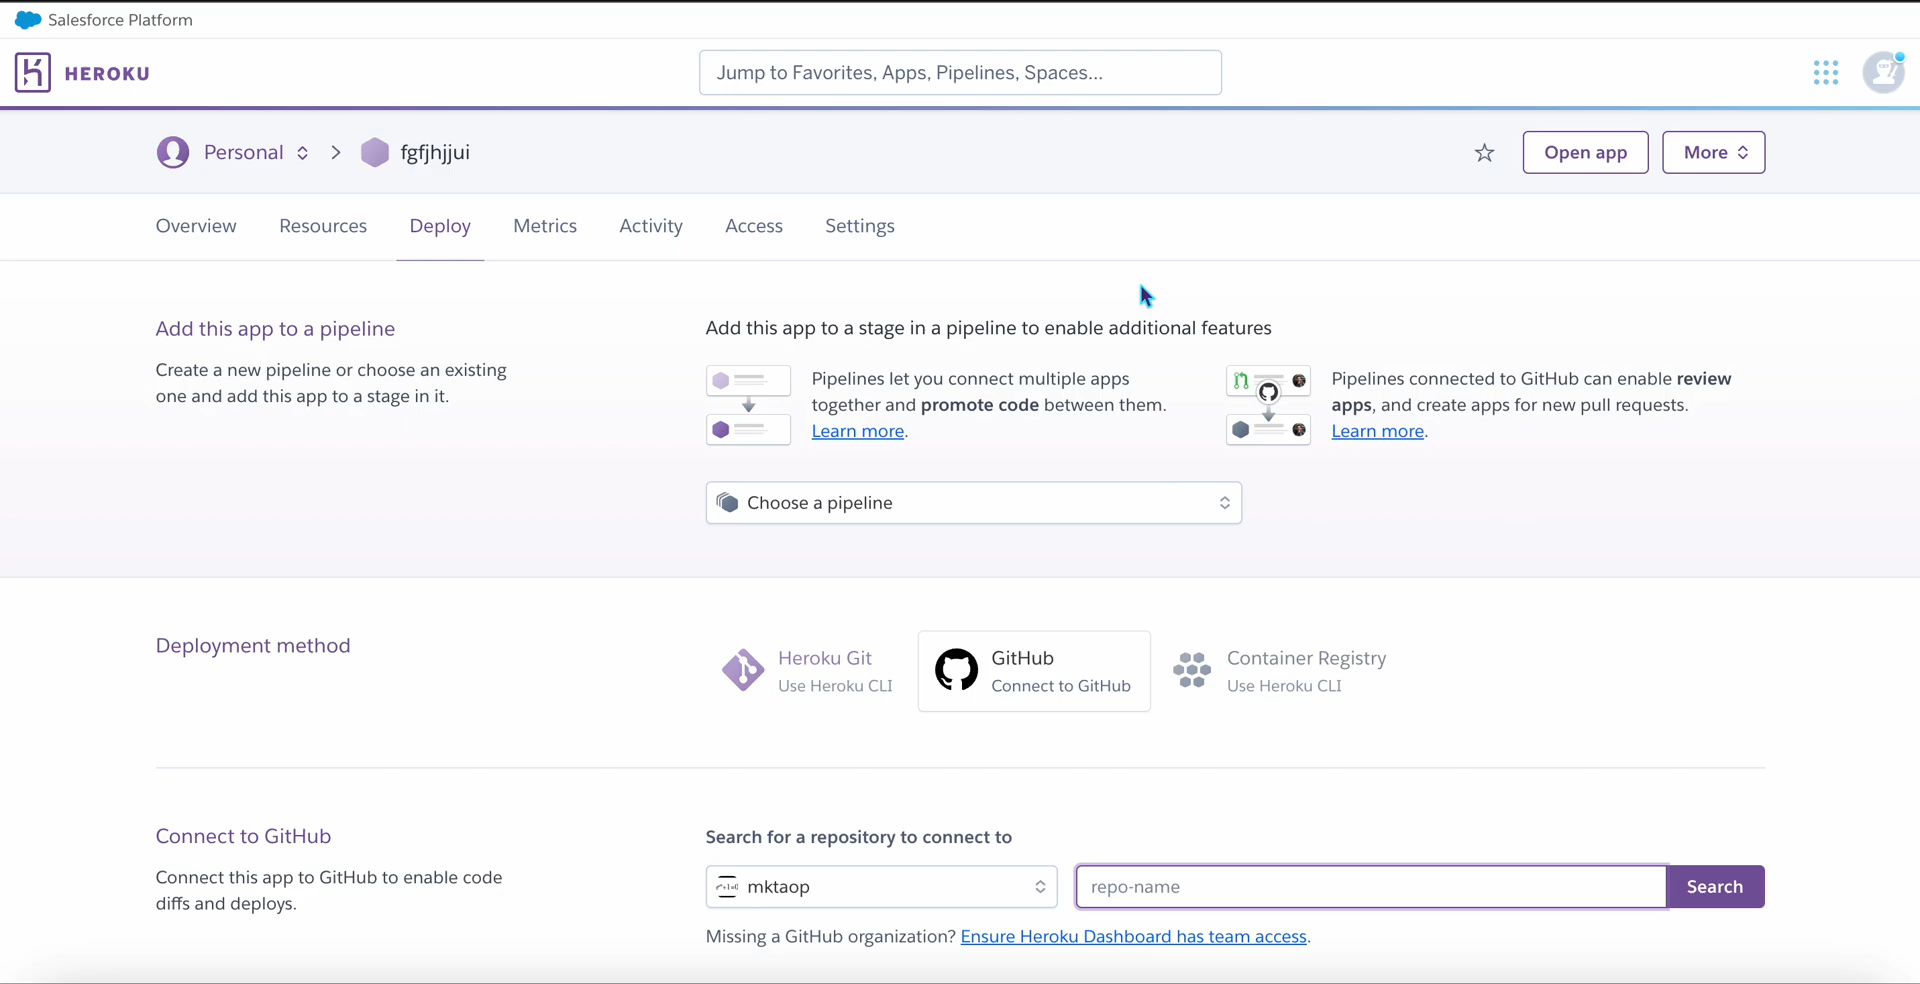 Salesforce Platform
HEROKU
Jump to Favorites, Apps, Pipelines, Spaces...
Personal
fgfjhjjui
Open app
More
Overview
Resources
Deploy
Metrics
Activity
Access
Settings
Add this app to a pipeline
Create a new pipeline or choose an existing
one and add this app to a stage in it.
Add this app to a stage in a pipeline to enable additional features
Pipelines let you connect multiple apps
together and promote code between them.
Learn more.
Pipelines connected to GitHub can enable review
apps, and create apps for new pull requests.
Learn more.
Choose a pipeline
Deployment method
Heroku Git
Use Heroku CLI
GitHub
Connect to GitHub
Container Registry
Use Heroku CLI
Connect to GitHub
Connect this app to GitHub to enable code
diffs and deploys.
Search for a repository to connect to
mktaop
repo-name
Search
Missing a GitHub organization? Ensure Heroku Dashboard has team access.